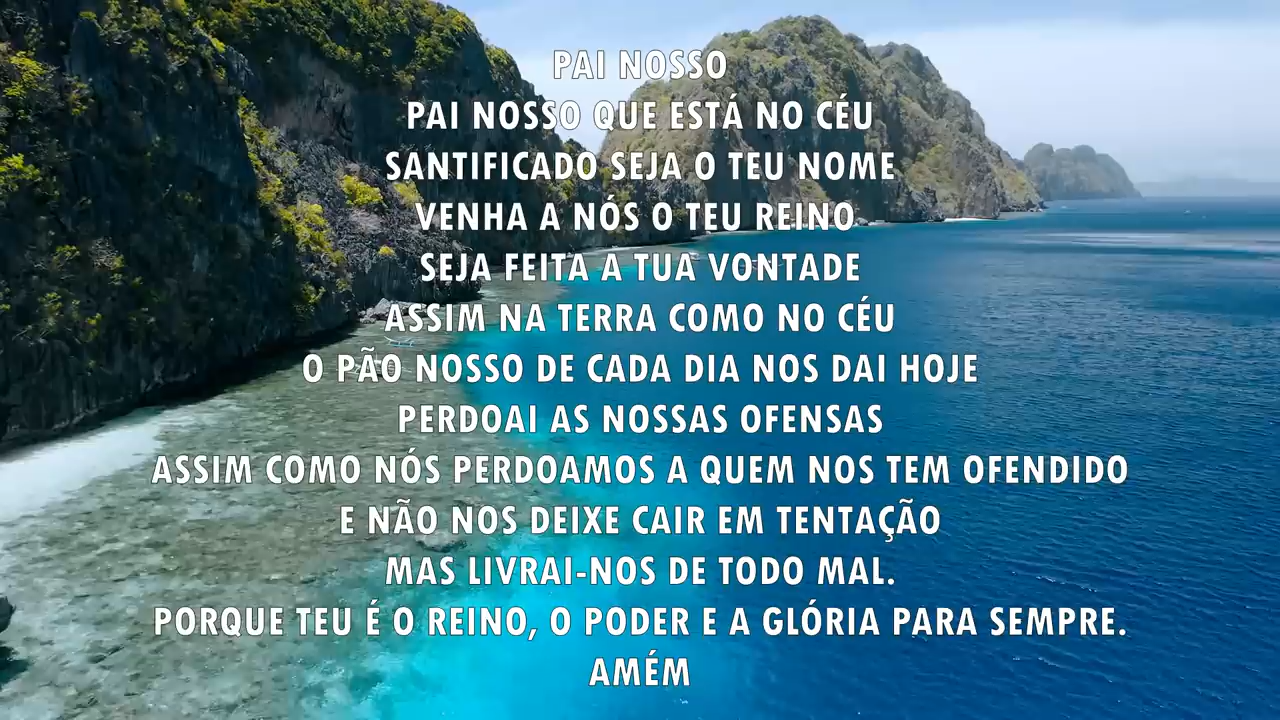 PAI NOSSO
PAI NOSSO QUE ESTÁ NO CÉU
SANTIFICADO SEJA O TEU NOME
VENHA A NÓS O TEU REINO
SEJA FEITA A TUA VONTADE
ASSIM NA TERRA COMO NO CÉU
O PÃO NOSSO DE CADA DIA NOS DAI HOJE
PERDOAI AS NOSSAS OFENSAS
ASSIM COMO NÓS PERDOAMOS A QUEM NOS TEM OFENDIDO
E NÃO NOS DEIXE CAIR EM TENTAÇÃO
MAS LIVRAI-NOS DE TODO MAL.
PORQUE TEU É O REINO, O PODER E A GLÓRIA PARA SEMPRE.
AMÉM